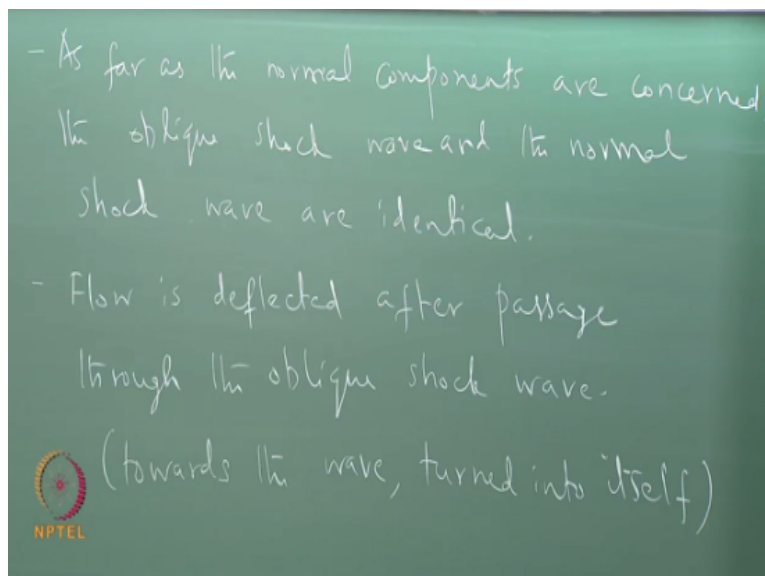 - As far as the normal components are concerned
the oblique shock wave and the normal
shock wave are identical.
- Flow is deflected after passage
through the oblique shock wave.
(towards the wave, turned into itself)
NPTEL